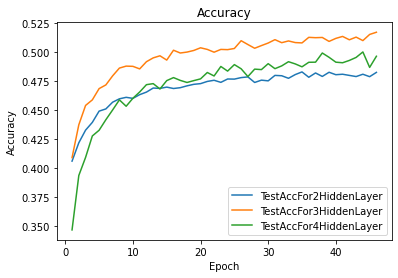 Accuracy
0.525
0.500
0.475
0.450
0.425
0.400
0.375
0.350
Accuracy
TestAccFor2HiddenLayer
TestAccFor3HiddenLayer
TestAccFor4HiddenLayer
0 10 20 30 40
Epoch